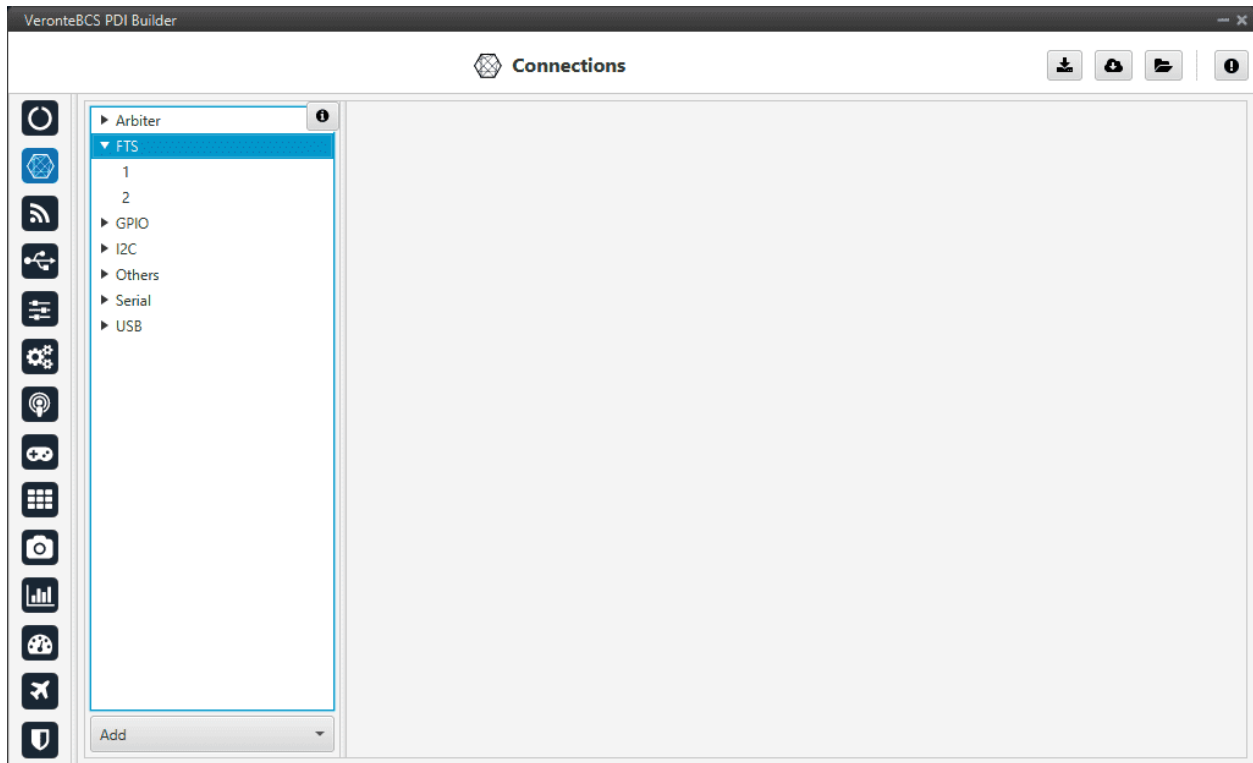 VeronteBCS PDI Builder
Connections
Arbiter
FTS
1
2
GPIO
I2C
Others
Serial
USB
Add